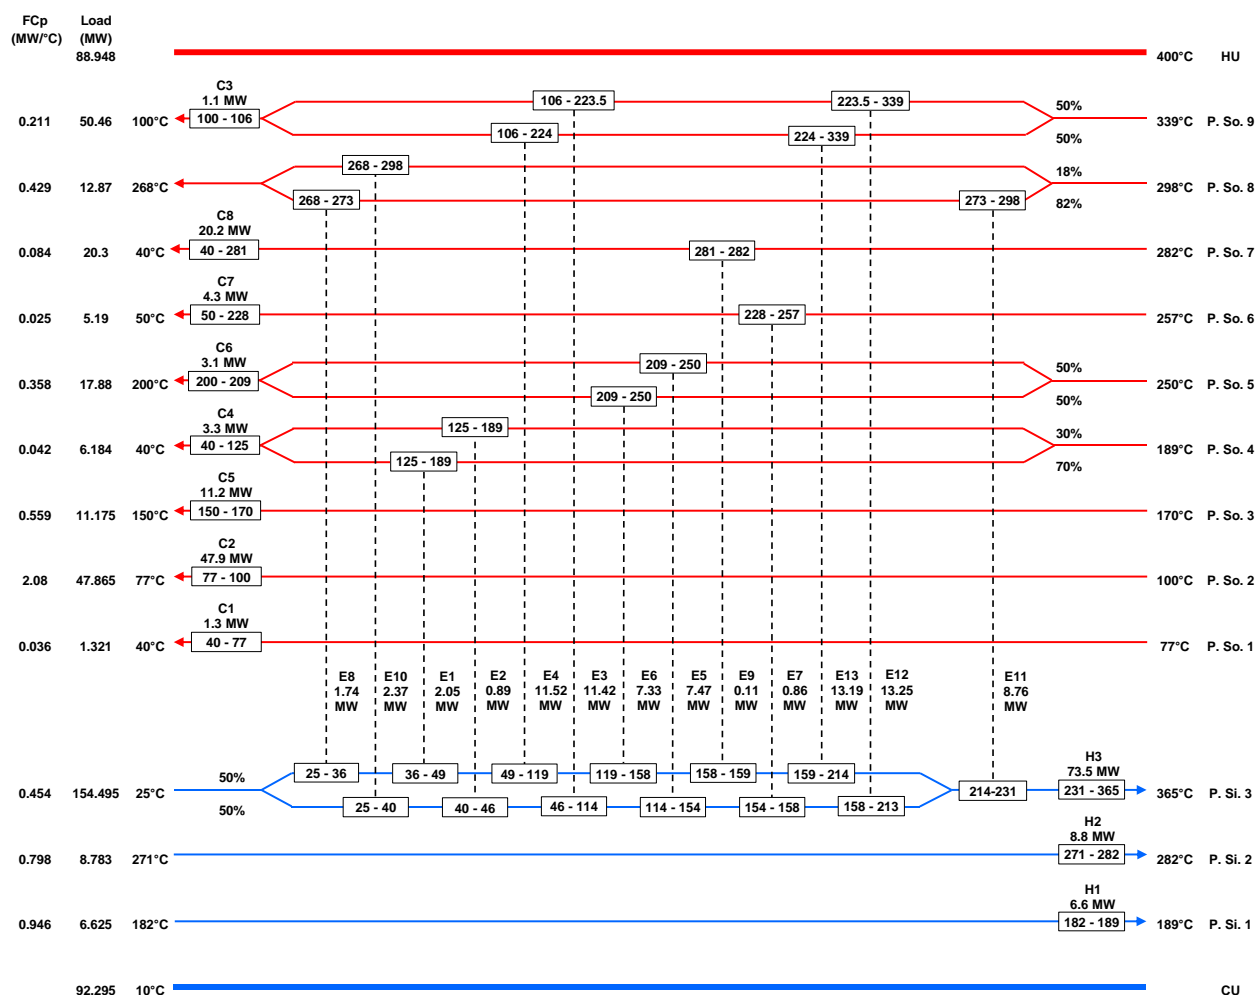 FCp Load
(MW/°C) (MW)
88.948 400°C HU
C3
1.1 MW
106 - 223.5 223.5 - 339 50%
0.211 50.46 100°C 100 - 106 339°C P. So. 9
106 - 224 224 - 339 50%
268 - 298 18%
0.429 12.87 268°C 298°C P. So. 8
268 - 273 273 - 298 82%
C8
20.2 MW
0.084 20.3 40°C 40 - 281 281 - 282 282°C P. So. 7
C7
4.3 MW
0.025 5.19 50°C 50 - 228 228 - 257 257°C P. So. 6
C6
3.1 MW
209 - 250 50%
0.358 17.88 200°C 200 - 209 250°C P. So. 5
209 - 250 50%
C4
3.3 MW
125 - 189 30%
0.042 6.184 40°C 40 - 125 189°C P. So. 4
125 - 189 70%
C5
11.2 MW
0.559 11.175 150°C 150 - 170 170°C P. So. 3
C2
47.9 MW
2.08 47.865 77°C 77 - 100 100°C P. So. 2
C1
1.3 MW
0.036 1.321 40°C 40 - 77 77°C P. So. 1
E8 E10 E1 E2 E4 E3 E6 E5 E9 E7 E13 E12 E11
1.74 2.37 2.05 0.89 11.52 11.42 7.33 7.47 0.11 0.86 13.19 13.25 8.76
MW MW MW MW MW MW MW MW MW MW MW MW MW
H3
73.5 MW
50% 25 - 36 36 - 49 49 - 119 119 - 158 158 - 159 159 - 214
0.454 154.495 25°C 214-231 231 - 365 365°C P. Si. 3
50% 25 - 40 40 - 46 46 - 114 114 - 154 154 - 158 158 - 213
H2
8.8 MW
0.798 8.783 271°C 271 - 282 282°C P. Si. 2
H1
6.6 MW
0.946 6.625 182°C 182 - 189 189°C P. Si. 1
92.295 10°C CU